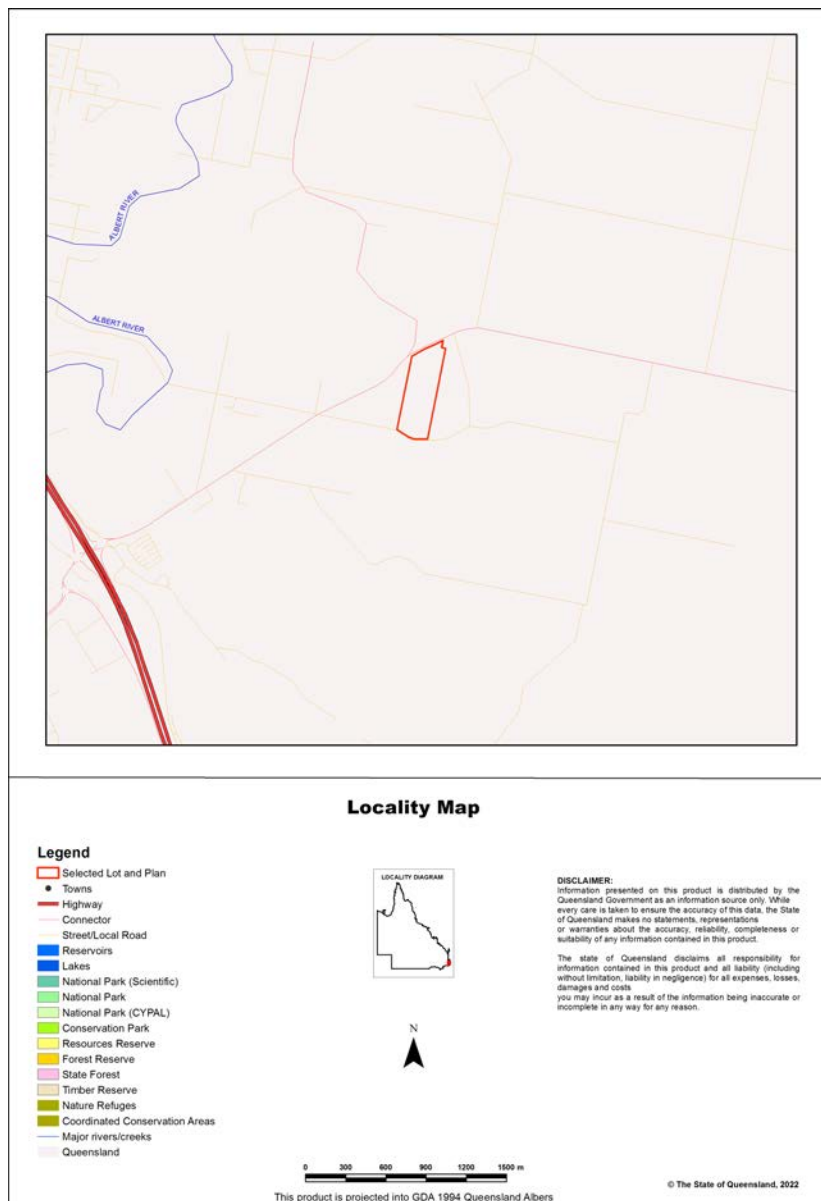 ALBERT RIVER
ALBERT RIVER
Locality Map
Legend
Selected Lot and Plan
Towns
Highway
Connector
Street/Local Road
Reservoirs
Lakes
National Park (Scientific)
National Park
National Park (CYPAL)
Conservation Park
Resources Reserve
Forest Reserve
State Forest
Timber Reserve
Nature Refuges
Coordinated Conservation Areas
Major rivers/creeks
Queensland
LOCALITY DIAGRAM
N
0 300 600 900 1200 1500 m
This product is projected into GDA 1994 Queensland Albers
DISCLAIMER:
Information presented on this product is distributed by the
Queensland Government as an information source only. While
every care is taken to ensure the accuracy of this data, the State
of Queensland makes no statements, representations
or warranties about the accuracy, reliability, completeness or
suitability of any information contained in this product.
The state of Queensland disclaims all responsibility for
information contained in this product and all liability (including
without limitation, liability in negligence) for all expenses, losses,
damages and costs
you may incur as a result of the information being inaccurate or
incomplete in any way for any reason.
© The State of Queensland, 2022